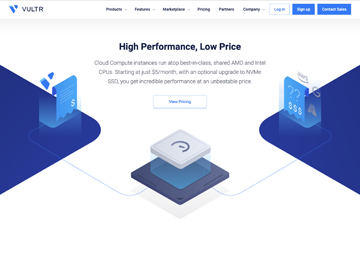 VULTR
Products Features Marketplace Pricing Partners Company Log In Sign up Contact Sales
High Performance, Low Price
Cloud Compute instances run atop best-in-class, shared AMD and Intel
CPUs. Starting at just $5/month, with an optional upgrade to NVMe
SSD, you get incredible performance at an unbeatable price.
View Pricing
$
aws
$ $ $